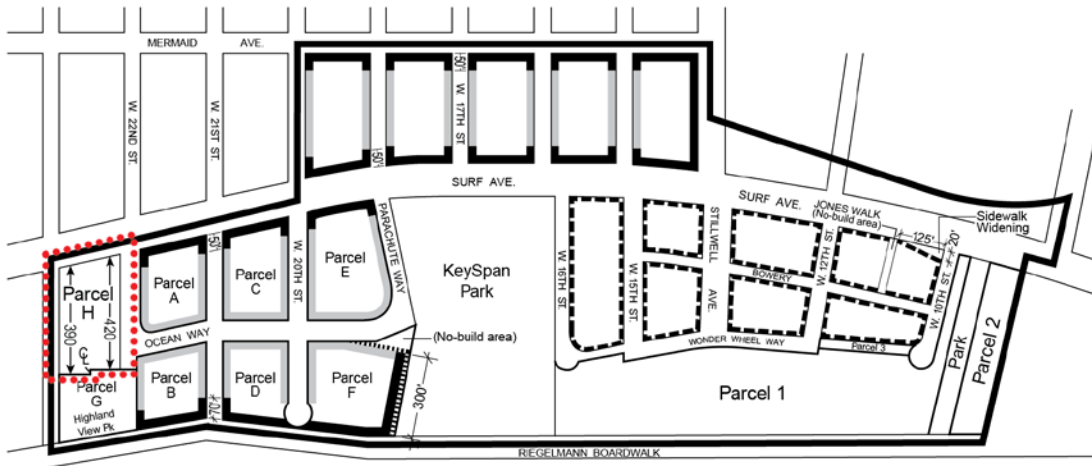 MERMAID AVE.
W. 22ND ST.
W. 21ST ST.
50'
W. 17TH ST.
50'
SURF AVE.
SURF AVE.
JONES WALK
(No-build area)
125'
20'
Sidewalk
Widening
PARACHUTE WAY
STILLWELL AVE.
W. 20TH ST.
50'
Parcel
H
390
420
CL
Parcel
A
Parcel
C
Parcel
E
KeySpan
Park
W. 16TH ST.
W. 15TH ST.
W. 12TH ST.
BOWERY
W. 10TH ST.
OCEAN WAY
(No-build area)
WONDER WHEEL WAY
Parcel 3
Park
Parcel 2
Parcel
G
Highland
View Pk
Parcel
B
70'
Parcel
D
Parcel
F
300'
Parcel 1
RIEGELMANN BOARDWALK